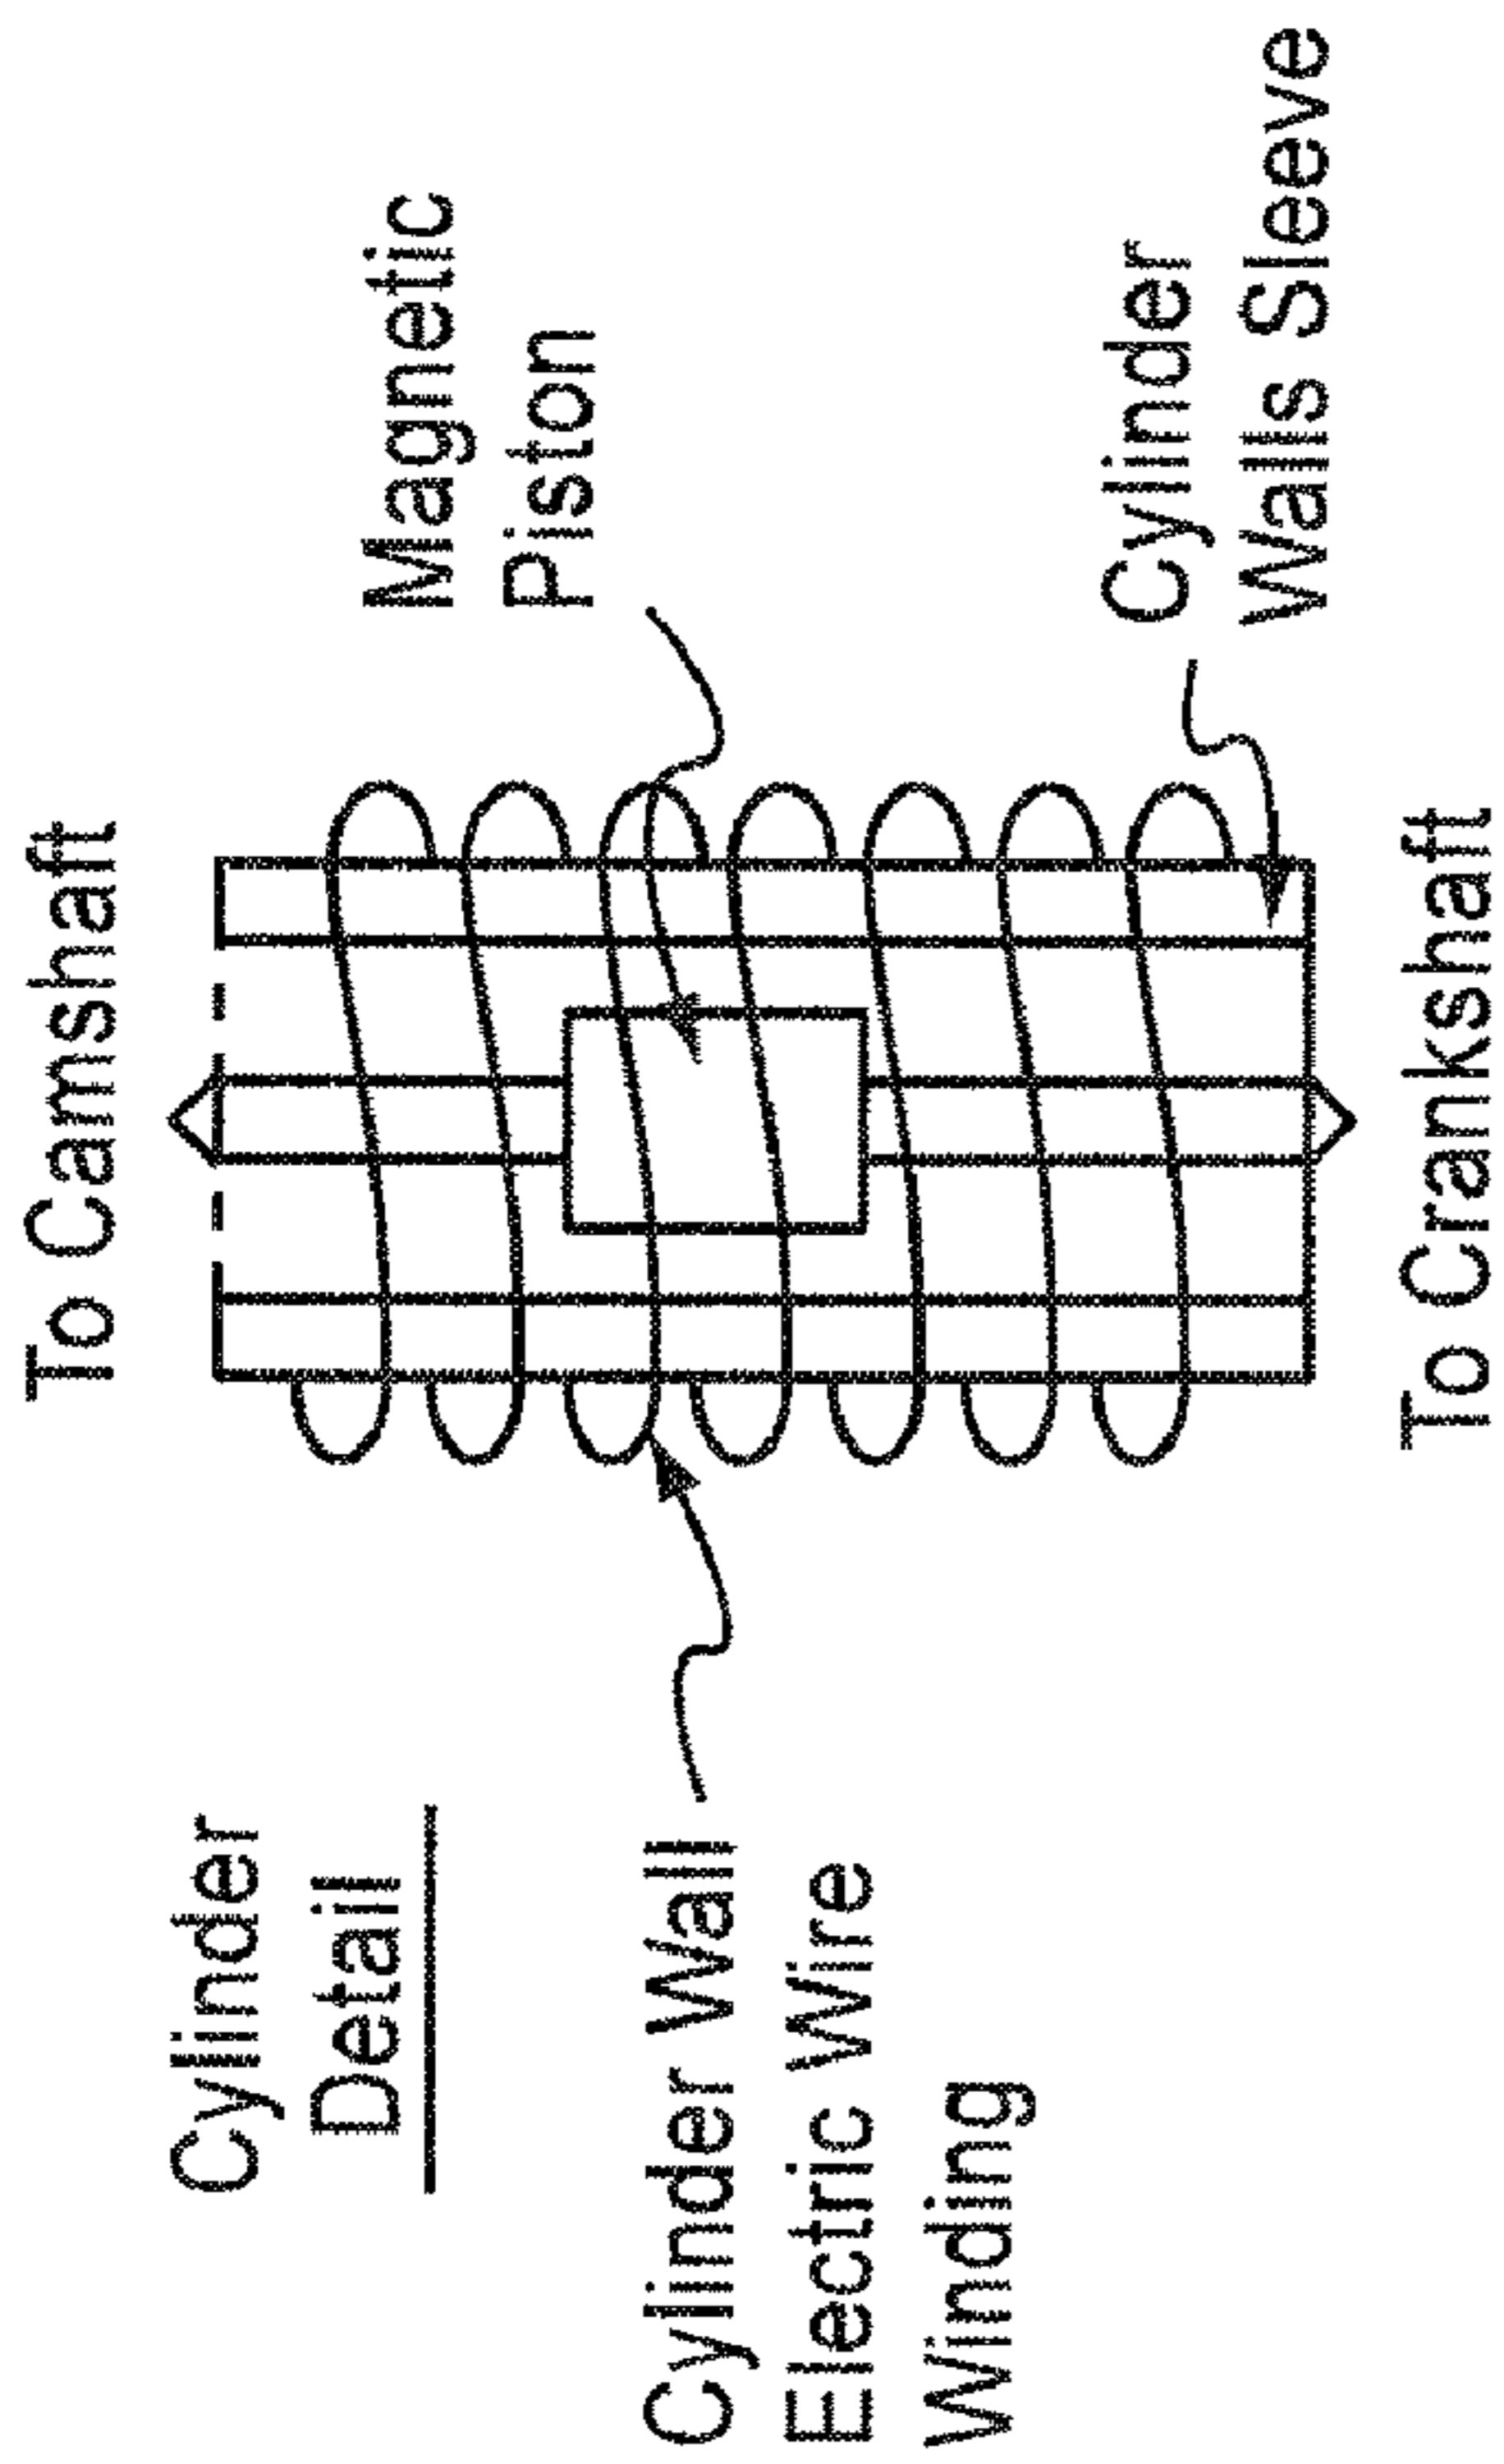 Cylinder
Detail
To Camshaft
Magnetic
Piston
Cylinder Wall
Electric Wire
Winding
Cylinder
Walls Sleeve
To Crankshaft